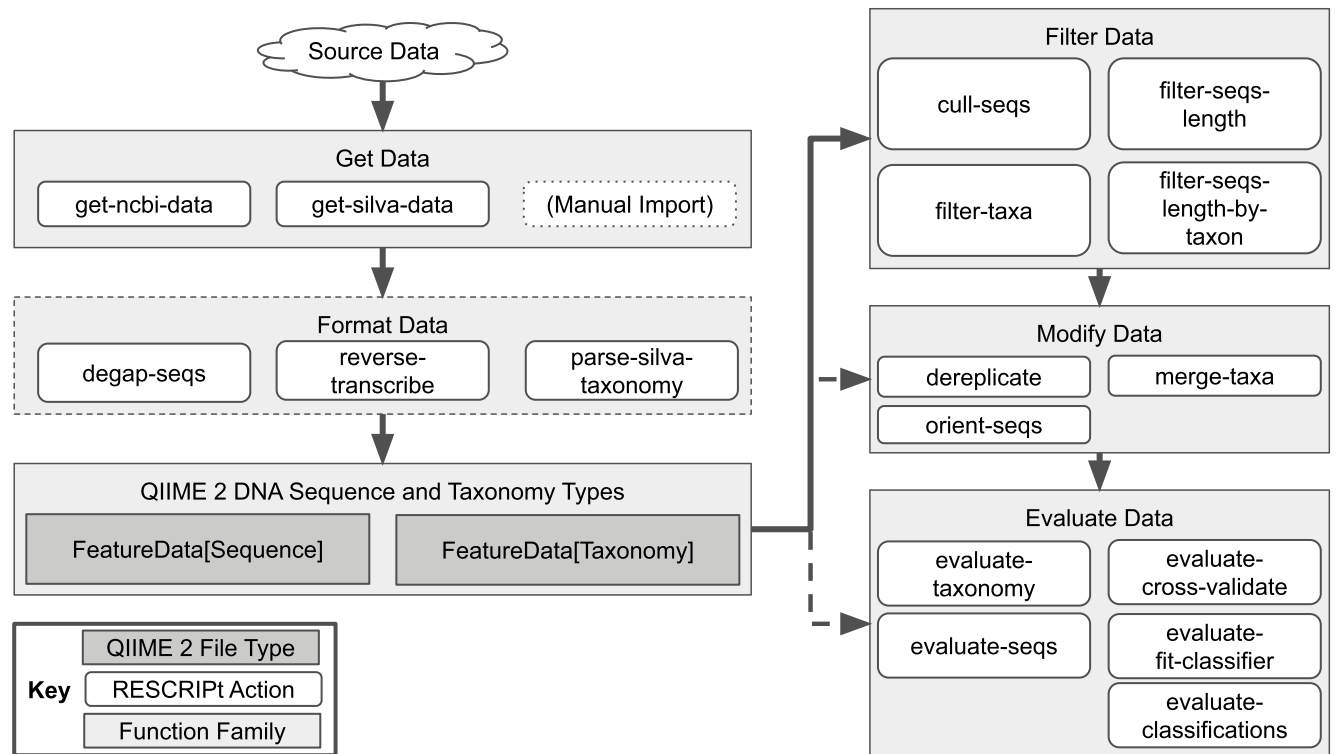 Source Data
Get Data
get-ncbi-data
get-silva-data
(Manual Import)
Format Data
degap-seqs
reverse-
transcribe
parse-silva-
taxonomy
QIIME 2 DNA Sequence and Taxonomy Types
FeatureData[Sequence]
FeatureData[Taxonomy]
Key
QIIME 2 File Type
RESCRIPt Action
Function Family
Filter Data
cull-seqs
filter-seqs-
length
filter-taxa
filter-seqs-
length-by-
taxon
Modify Data
dereplicate
merge-taxa
orient-seqs
Evaluate Data
evaluate-
taxonomy
evaluate-
cross-validate
evaluate-seqs
evaluate-
fit-classifier
evaluate-
classifications